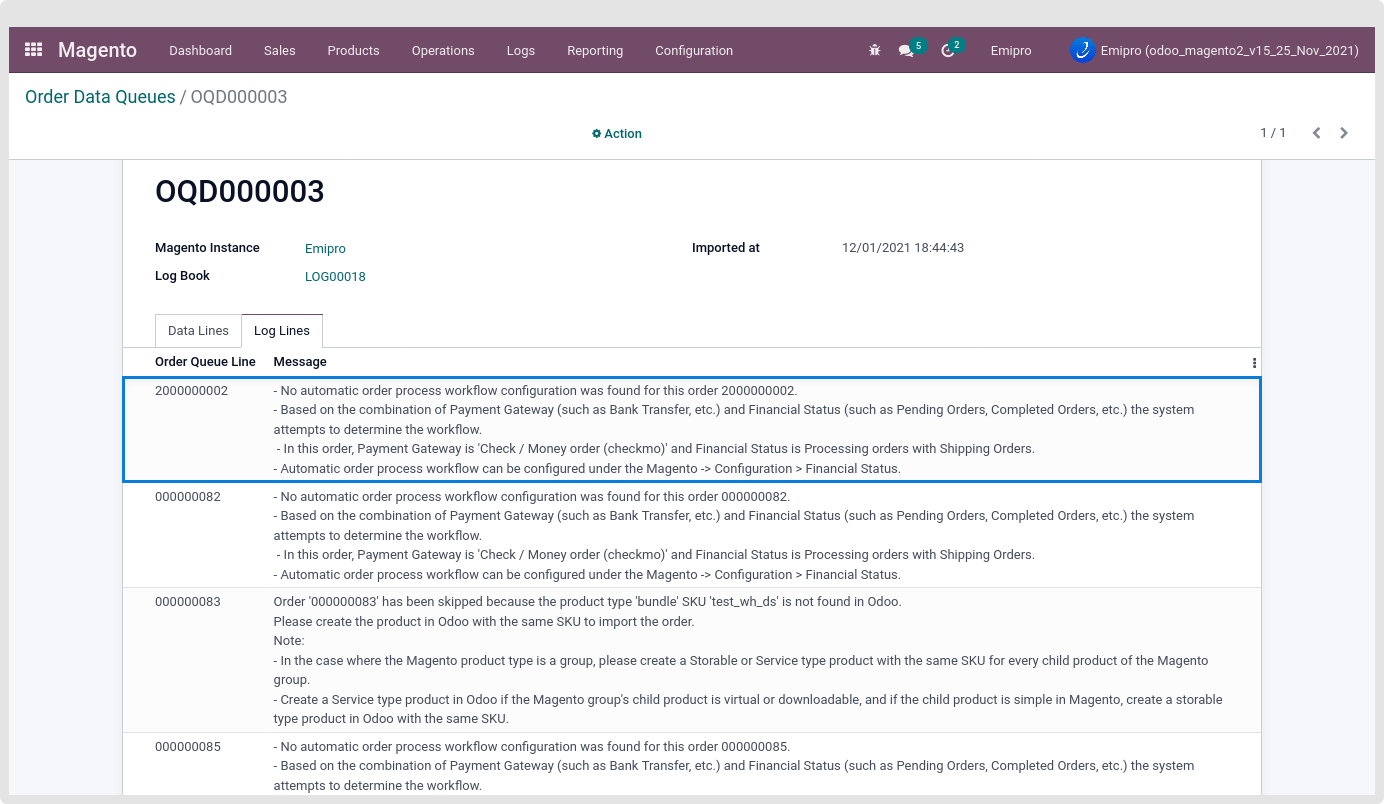 Magento Dashboard Sales Products Operations Logs Reporting Configuration 5 2 Emipro Emipro (odoo_magento2_v15_25_Nov_2021)
Order Data Queues / OQD000003
Action 1 / 1
OQD000003
Magento Instance Emipro Imported at 12/01/2021 18:44:43
Log Book LOG00018
Data Lines Log Lines
Order Queue Line Message
2000000002 - No automatic order process workflow configuration was found for this order 2000000002.
- Based on the combination of Payment Gateway (such as Bank Transfer, etc.) and Financial Status (such as Pending Orders, Completed Orders, etc.) the system
attempts to determine the workflow.
- In this order, Payment Gateway is 'Check / Money order (checkmo)' and Financial Status is Processing orders with Shipping Orders.
- Automatic order process workflow can be configured under the Magento -> Configuration > Financial Status.
000000082 - No automatic order process workflow configuration was found for this order 000000082.
- Based on the combination of Payment Gateway (such as Bank Transfer, etc.) and Financial Status (such as Pending Orders, Completed Orders, etc.) the system
attempts to determine the workflow.
- In this order, Payment Gateway is 'Check / Money order (checkmo)' and Financial Status is Processing orders with Shipping Orders.
- Automatic order process workflow can be configured under the Magento -> Configuration > Financial Status.
000000083 Order '000000083' has been skipped because the product type 'bundle' SKU 'test_wh_ds' is not found in Odoo.
Please create the product in Odoo with the same SKU to import the order.
Note:
- In the case where the Magento product type is a group, please create a Storable or Service type product with the same SKU for every child product of the Magento
group.
- Create a Service type product in Odoo if the Magento group's child product is virtual or downloadable, and if the child product is simple in Magento, create a storable
type product in Odoo with the same SKU.
000000085 - No automatic order process workflow configuration was found for this order 000000085.
- Based on the combination of Payment Gateway (such as Bank Transfer, etc.) and Financial Status (such as Pending Orders, Completed Orders, etc.) the system
attempts to determine the workflow.